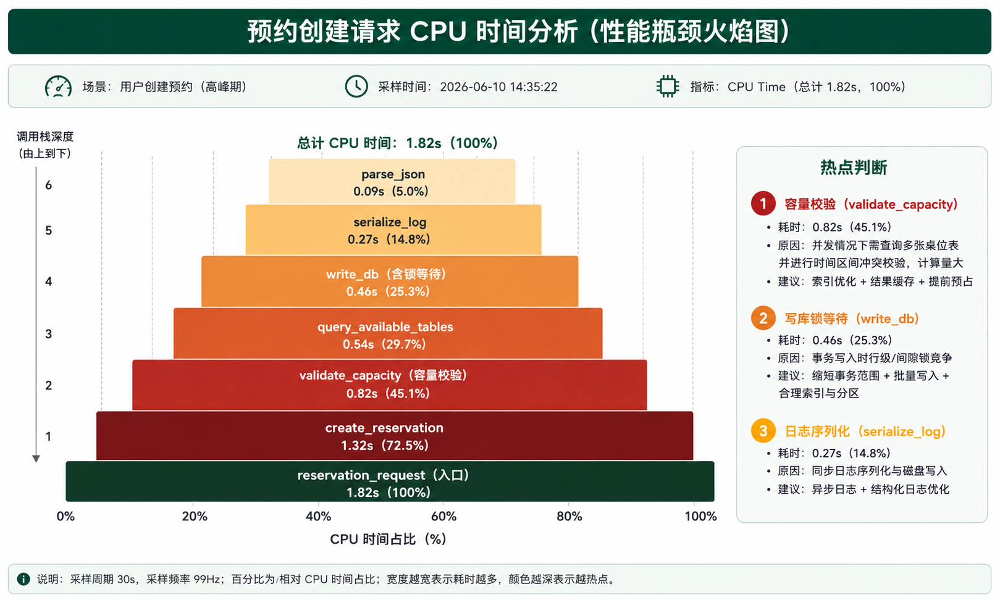 预约创建请求 CPU 时间分析（性能瓶颈火焰图）
场景：用户创建预约（高峰期）
采样时间：2026-06-10 14:35:22
指标：CPU Time（总计 1.82s，100%）
调用栈深度
（由上到下）
总计 CPU 时间：1.82s（100%）
6
parse_json
0.09s（5.0%）
5
serialize_log
0.27s（14.8%）
4
write_db（含锁等待）
0.46s（25.3%）
3
query_available_tables
0.54s（29.7%）
2
validate_capacity（容量校验）
0.82s（45.1%）
1
create_reservation
1.32s（72.5%）
reservation_request（入口）
1.82s（100%）
0% 20% 40% 60% 80% 100%
CPU 时间占比（%）
热点判断
1 容量校验（validate_capacity）
• 耗时：0.82s（45.1%）
• 原因：并发情况下需查询多张桌位表
并进行时间区间冲突校验，计算量大
• 建议：索引优化 + 结果缓存 + 提前预占
2 写库锁等待（write_db）
• 耗时：0.46s（25.3%）
• 原因：事务写入时行级/间隙锁竞争
• 建议：缩短事务范围 + 批量写入 +
合理索引与分区
3 日志序列化（serialize_log）
• 耗时：0.27s（14.8%）
• 原因：同步日志序列化与磁盘写入
• 建议：异步日志 + 结构化日志优化
说明：采样周期 30s，采样频率 99Hz；百分比为/相对 CPU 时间占比；宽度越宽表示耗时越多，颜色越深表示越热点。